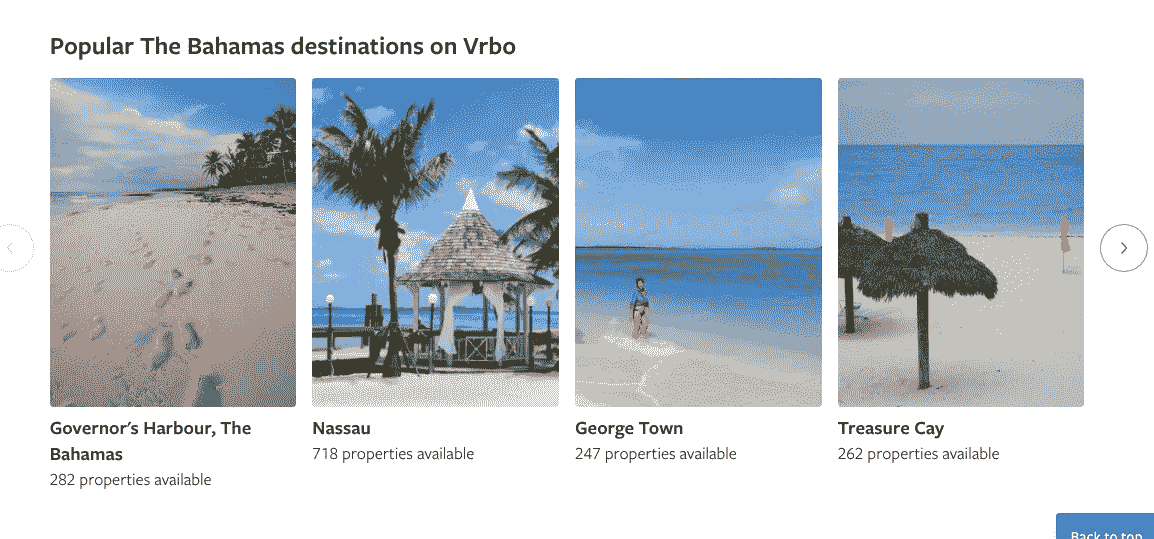 Popular The Bahamas destinations on Vrbo
Governor's Harbour, The
Bahamas
282 properties available
Nassau
718 properties available
George Town
247 properties available
Treasure Cay
262 properties available
Back to top